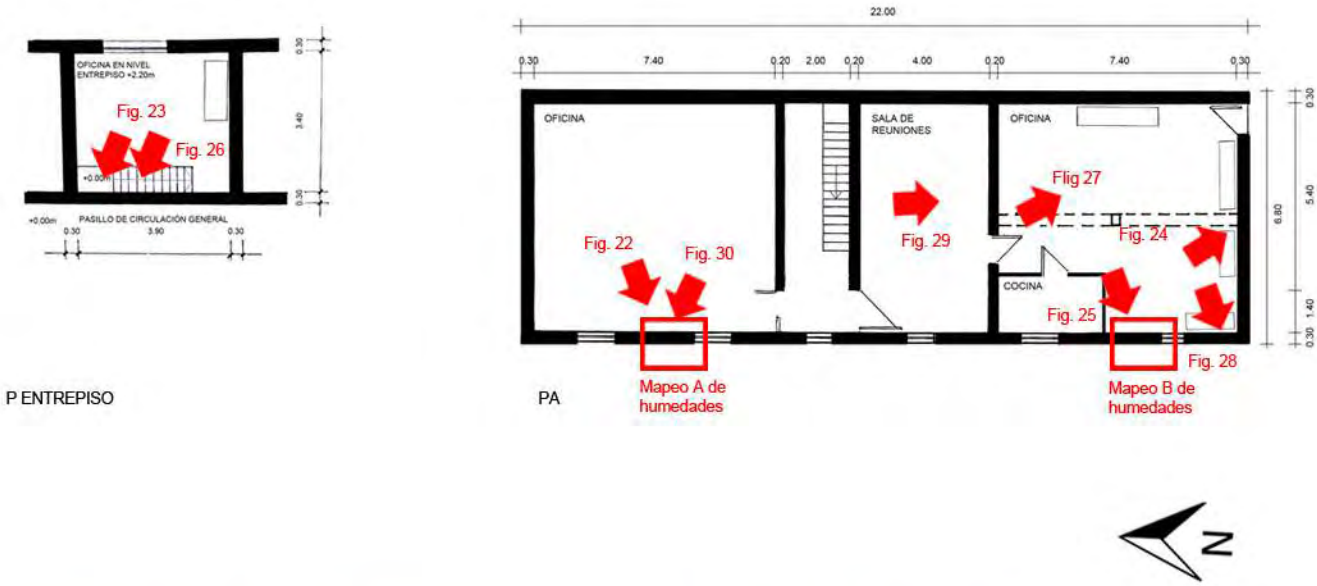 OFICINA EN NIVEL
ENTREPISO +2.20m
Fig. 23
Fig. 26
+0.00m
+0.00m
PASILLO DE CIRCULACIÓN GENERAL
0.30
3.90
0.30
0.30
3.40
0.30
P ENTREPISO
22.00
0.30
7.40
0.20
2.00
0.20
4.00
0.20
7.40
0.30
OFICINA
SALA DE
REUNIONES
OFICINA
Flig 27
Fig. 22
Fig. 30
Fig. 29
Fig. 24
COCINA
Fig. 25
Fig. 28
0.30
5.40
6.80
1.40
0.30
PA
Mapeo A de
humedades
Mapeo B de
humedades
N